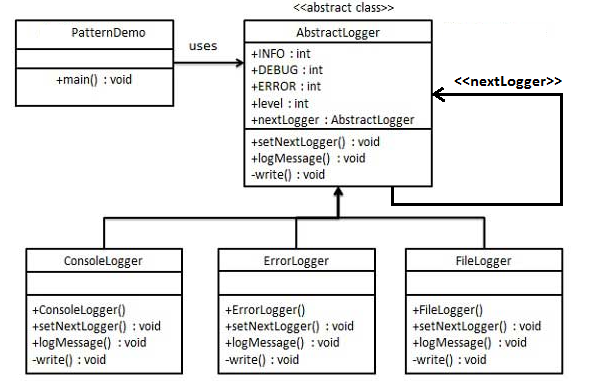 <<abstract class>>
PatternDemo
+main() : void
uses
AbstractLogger
+INFO : int
+DEBUG : int
+ERROR : int
+level : int
+nextLogger : AbstractLogger
+setNextLogger() : void
+logMessage() : void
-write() : void
<<nextLogger>>
ConsoleLogger
+ConsoleLogger()
+setNextLogger() : void
+logMessage() : void
-write() : void
ErrorLogger
+ErrorLogger()
+setNextLogger() : void
+logMessage() : void
-write() : void
FileLogger
+FileLogger()
+setNextLogger() : void
+logMessage() : void
-write() : void